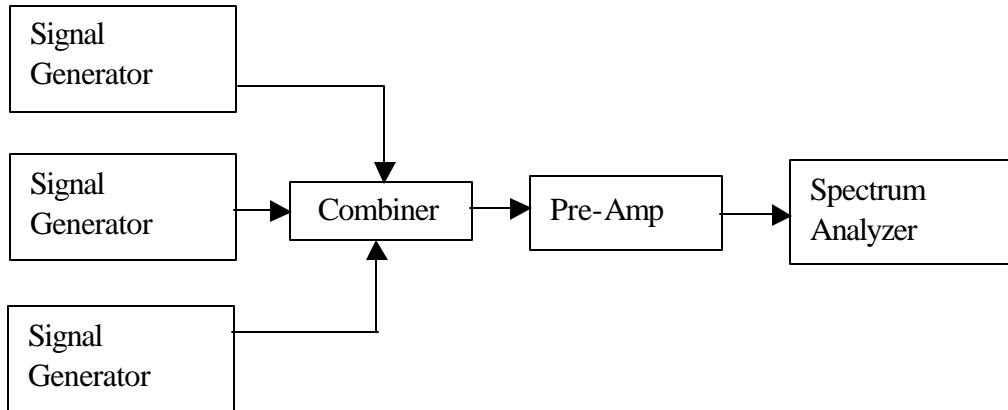 Signal
Generator
Signal
Generator
Combiner
Pre-Amp
Spectrum
Analyzer
Signal
Generator